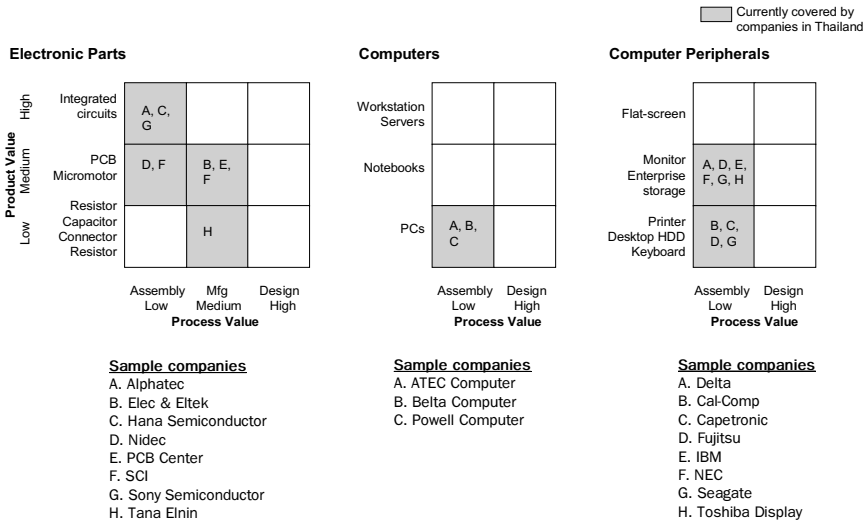 Currently covered by
companies in Thailand
Electronic Parts
Product Value
High
Medium
Low
Integrated
circuits
PCB
Micromotor
Resistor
Capacitor
Connector
Resistor
A, C,
G
D, F
B, E,
F
H
Assembly
Low
Mfg
Medium
Design
High
Process Value
Sample companies
A. Alphatec
B. Elec & Eltek
C. Hana Semiconductor
D. Nidec
E. PCB Center
F. SCI
G. Sony Semiconductor
H. Tana Elnin
Computers
Workstation
Servers
Notebooks
PCs
A, B,
C
Assembly
Low
Design
High
Process Value
Sample companies
A. ATEC Computer
B. Belta Computer
C. Powell Computer
Computer Peripherals
Flat-screen
Monitor
Enterprise
storage
Printer
Desktop HDD
Keyboard
A, D, E,
F, G, H
B, C,
D, G
Assembly
Low
Design
High
Process Value
Sample companies
A. Delta
B. Cal-Comp
C. Capetronic
D. Fujitsu
E. IBM
F. NEC
G. Seagate
H. Toshiba Display